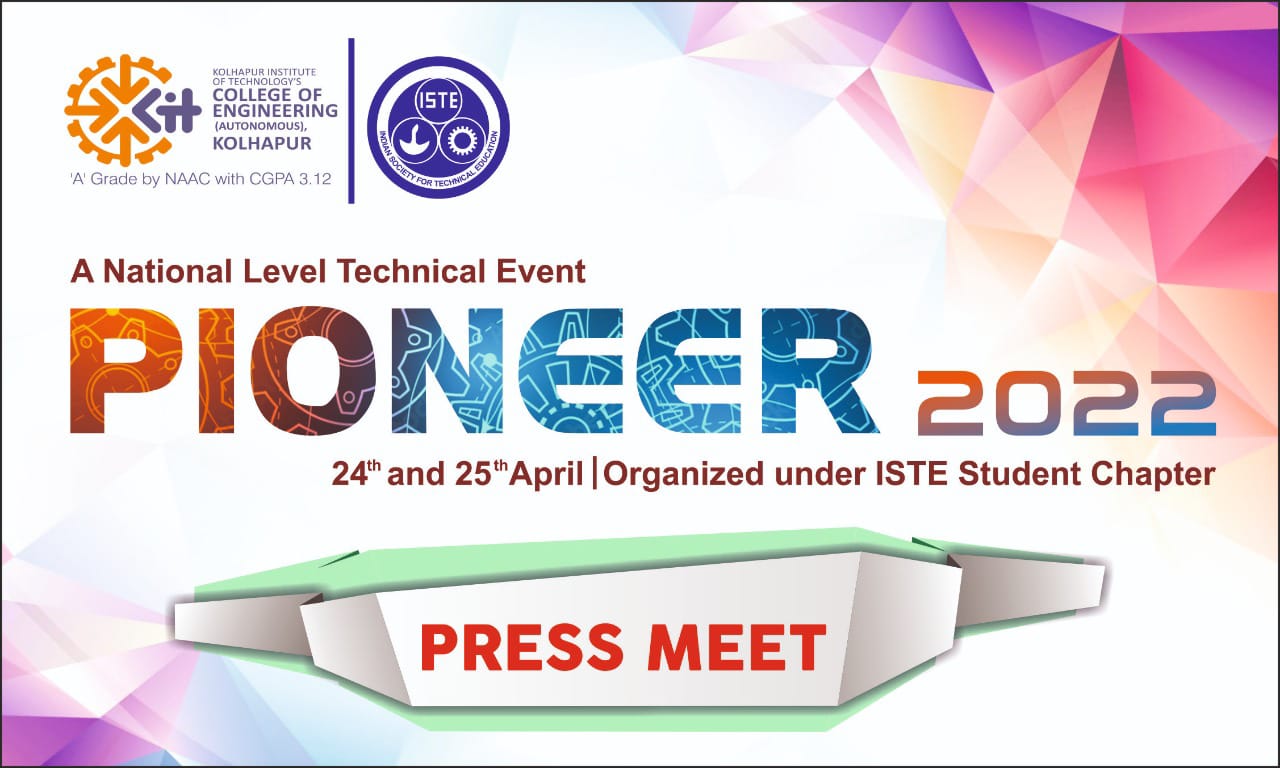 KOLHAPUR INSTITUTE
OF TECHNOLOGY'S
COLLEGE OF
ENGINEERING
(AUTONOMOUS),
KOLHAPUR
kit
'A' Grade by NAAC with CGPA 3.12
ISTE
INDIAN SOCIETY FOR TECHNICAL EDUCATION
A National Level Technical Event
PIONEER 2022
24th and 25th April | Organized under ISTE Student Chapter
PRESS MEET